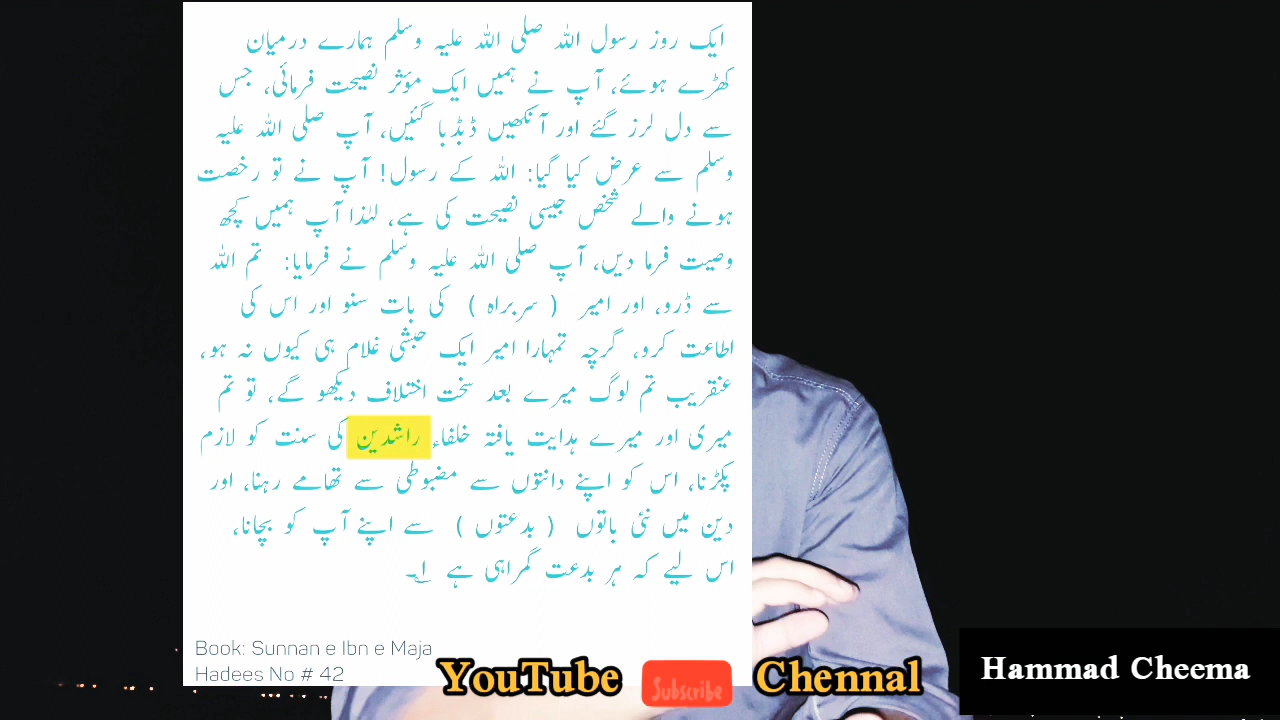 ایک روز رسول اللہ صلی اللہ علیہ وسلم ہمارے درمیان
کھڑے ہوئے، آپ نے ہمیں ایک مؤثر نصیحت فرمائی، جس
سے دل لرز گئے اور آنکھیں ڈبڈبا گئیں، آپ صلی اللہ علیہ
وسلم سے عرض کیا گیا: اللہ کے رسول! آپ نے تو رخصت
ہونے والے شخص جیسی نصیحت کی ہے، لہٰذا آپ ہمیں کچھ
وصیت فرما دیں، آپ صلی اللہ علیہ وسلم نے فرمایا: تم اللہ
سے ڈرو، اور امیر ( سربراہ ) کی بات سنو اور اس کی
اطاعت کرو، گرچہ تمہارا امیر ایک حبشی غلام ہی کیوں نہ ہو،
عنقریب تم لوگ میرے بعد سخت اختلاف دیکھو گے، تو تم
میری اور میرے ہدایت یافتہ خلفاء راشدین کی سنت کو لازم
پکڑنا، اس کو اپنے دانتوں سے مضبوطی سے تھامے رہنا، اور
دین میں نئی باتوں ( بدعتوں ) سے اپنے آپ کو بچانا،
اس لیے کہ ہر بدعت گمراہی ہے ؁۱۔
Book: Sunnan e Ibn e Maja
Hadees No # 42
YouTube Subscribe Chennal
Hammad Cheema